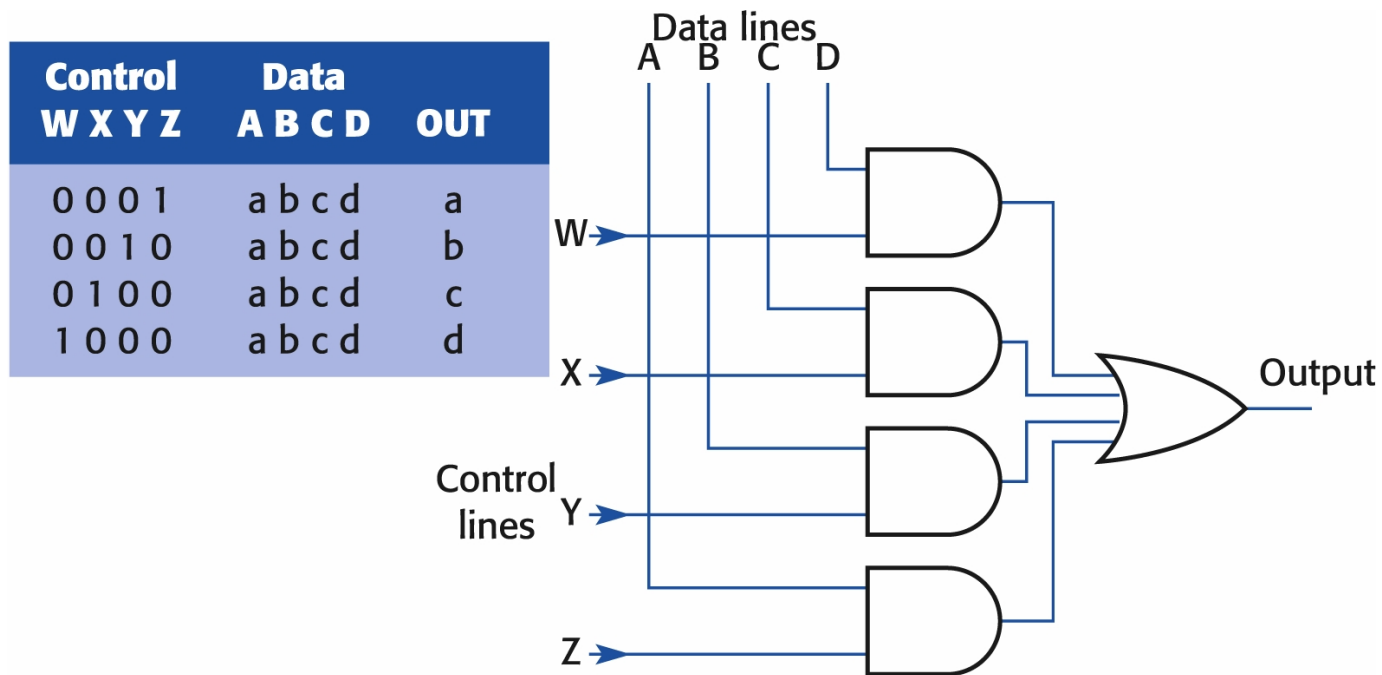 Control Data
W X Y Z A B C D OUT
0 0 0 1 a b c d a
0 0 1 0 a b c d b
0 1 0 0 a b c d c
1 0 0 0 a b c d d
Data lines
A B C D
W
X
Output
Control
lines
Y
Z